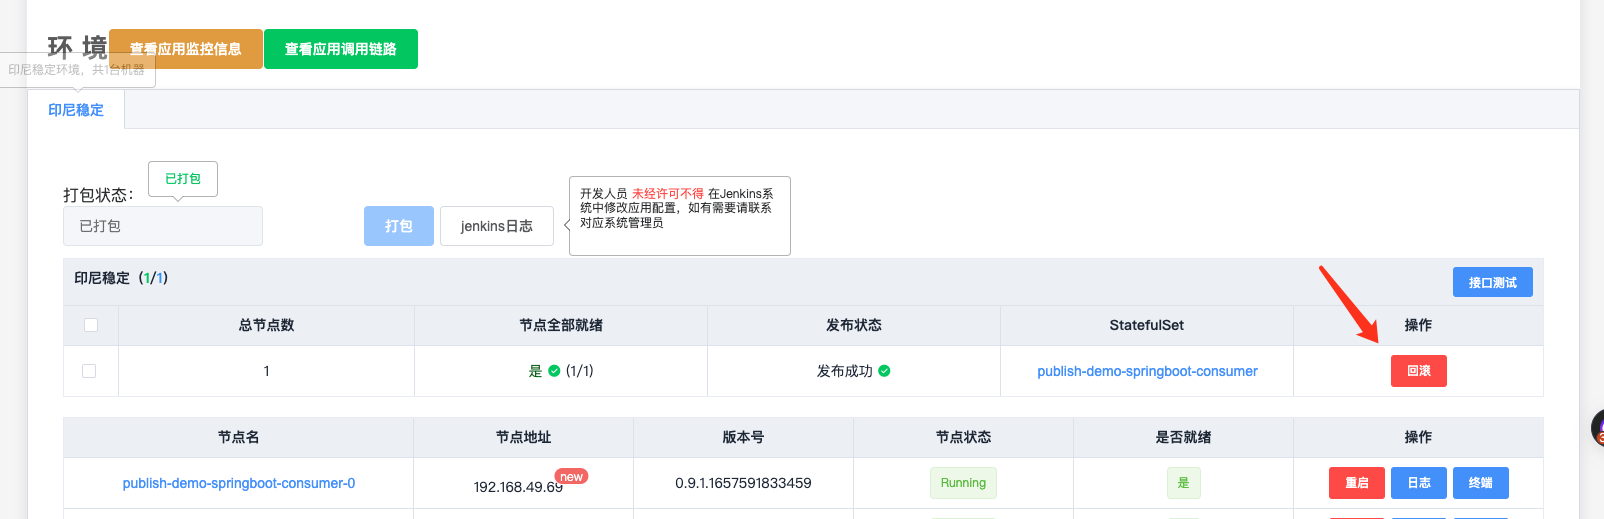 环 境
查看应用监控信息
查看应用调用链路
印尼稳定环境，共1台机器
印尼稳定
已打包
打包状态：
已打包
打包
jenkins日志
开发人员 未经许可不得 在Jenkins系
统中修改应用配置，如有需要请联系
对应系统管理员
印尼稳定（1/1）
接口测试
总节点数
节点全部就绪
发布状态
StatefulSet
操作
1
是 (1/1)
发布成功
publish-demo-springboot-consumer
回滚
节点名
节点地址
版本号
节点状态
是否就绪
操作
publish-demo-springboot-consumer-0
192.168.49.69
new
0.9.1.1657591833459
Running
是
重启
日志
终端